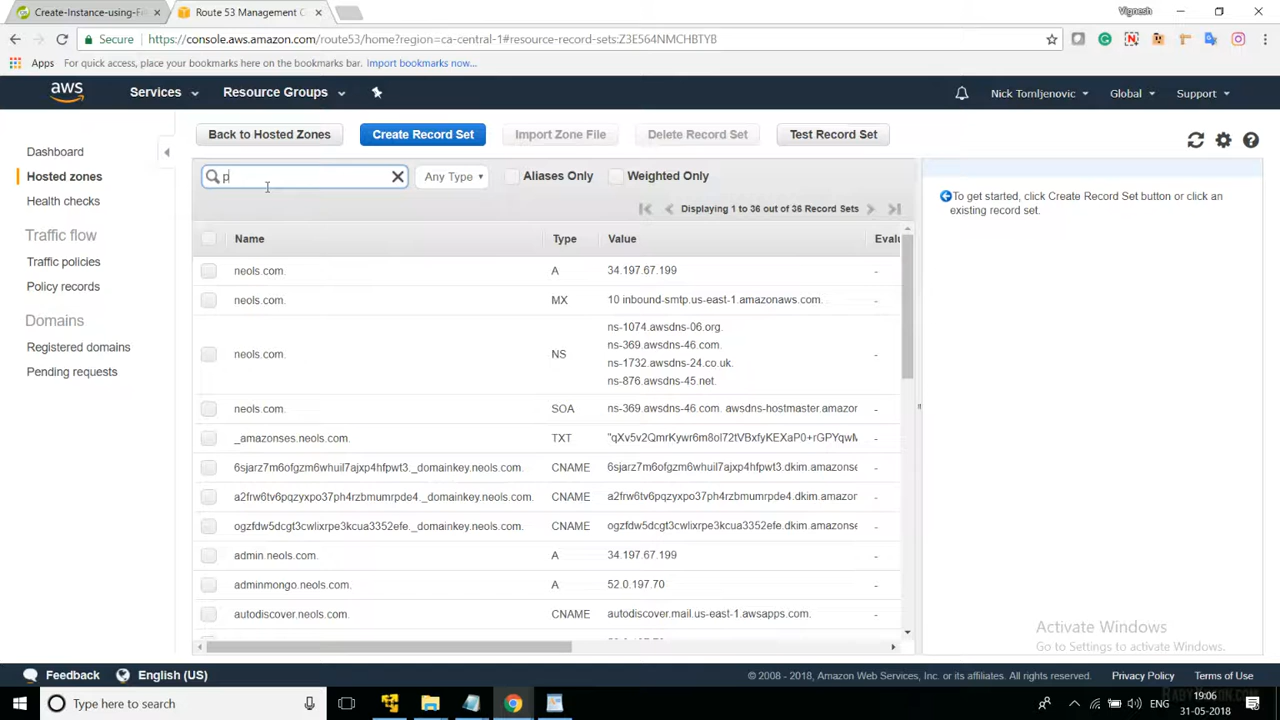 Create-Instance-using-Fi
Route 53 Management C
Vignesh
Secure
https://console.aws.amazon.com/route53/home?region=ca-central-1#resource-record-sets:Z3E564NMCHBTYB
Apps
For quick access, place your bookmarks here on the bookmarks bar.
Import bookmarks now...
aws
Services
Resource Groups
Nick Tomljenovic
Global
Support
Dashboard
Hosted zones
Health checks
Traffic flow
Traffic policies
Policy records
Domains
Registered domains
Pending requests
Back to Hosted Zones
Create Record Set
Import Zone File
Delete Record Set
Test Record Set
p
Any Type
Aliases Only
Weighted Only
Displaying 1 to 36 out of 36 Record Sets
Name Type Value Evalu
neols.com. A 34.197.67.199 -
neols.com. MX 10 inbound-smtp.us-east-1.amazonaws.com. -
neols.com. NS ns-1074.awsdns-06.org. -
ns-369.awsdns-46.com.
ns-1732.awsdns-24.co.uk.
ns-876.awsdns-45.net.
neols.com. SOA ns-369.awsdns-46.com. awsdns-hostmaster.amazor -
_amazonses.neols.com. TXT "qXv5v2QmrKywr6m8ol72tVBxfyKEXaP0+rGPYqwM -
6sjarz7m6ofgzm6whuil7ajxp4hfpwt3._domainkey.neols.com. CNAME 6sjarz7m6ofgzm6whuil7ajxp4hfpwt3.dkim.amazonse -
a2frw6tv6pqzyxpo37ph4rzbmumrpde4._domainkey.neols.com. CNAME a2frw6tv6pqzyxpo37ph4rzbmumrpde4.dkim.amazor -
ogzfdw5dcgt3cwlixrpe3kcua3352efe._domainkey.neols.com. CNAME ogzfdw5dcgt3cwlixrpe3kcua3352efe.dkim.amazonse -
admin.neols.com. A 34.197.67.199 -
adminmongo.neols.com. A 52.0.197.70 -
autodiscover.neols.com. CNAME autodiscover.mail.us-east-1.awsapps.com. -
To get started, click Create Record Set button or click an
existing record set.
Activate Windows
Go to Settings to activate Windows.
Feedback
English (US)
© 2008 - 2018, Amazon Web Services, Inc. or its affiliates. All rights reserved.
Privacy Policy
Terms of Use
Type here to search
ENG
19:06
31-05-2018